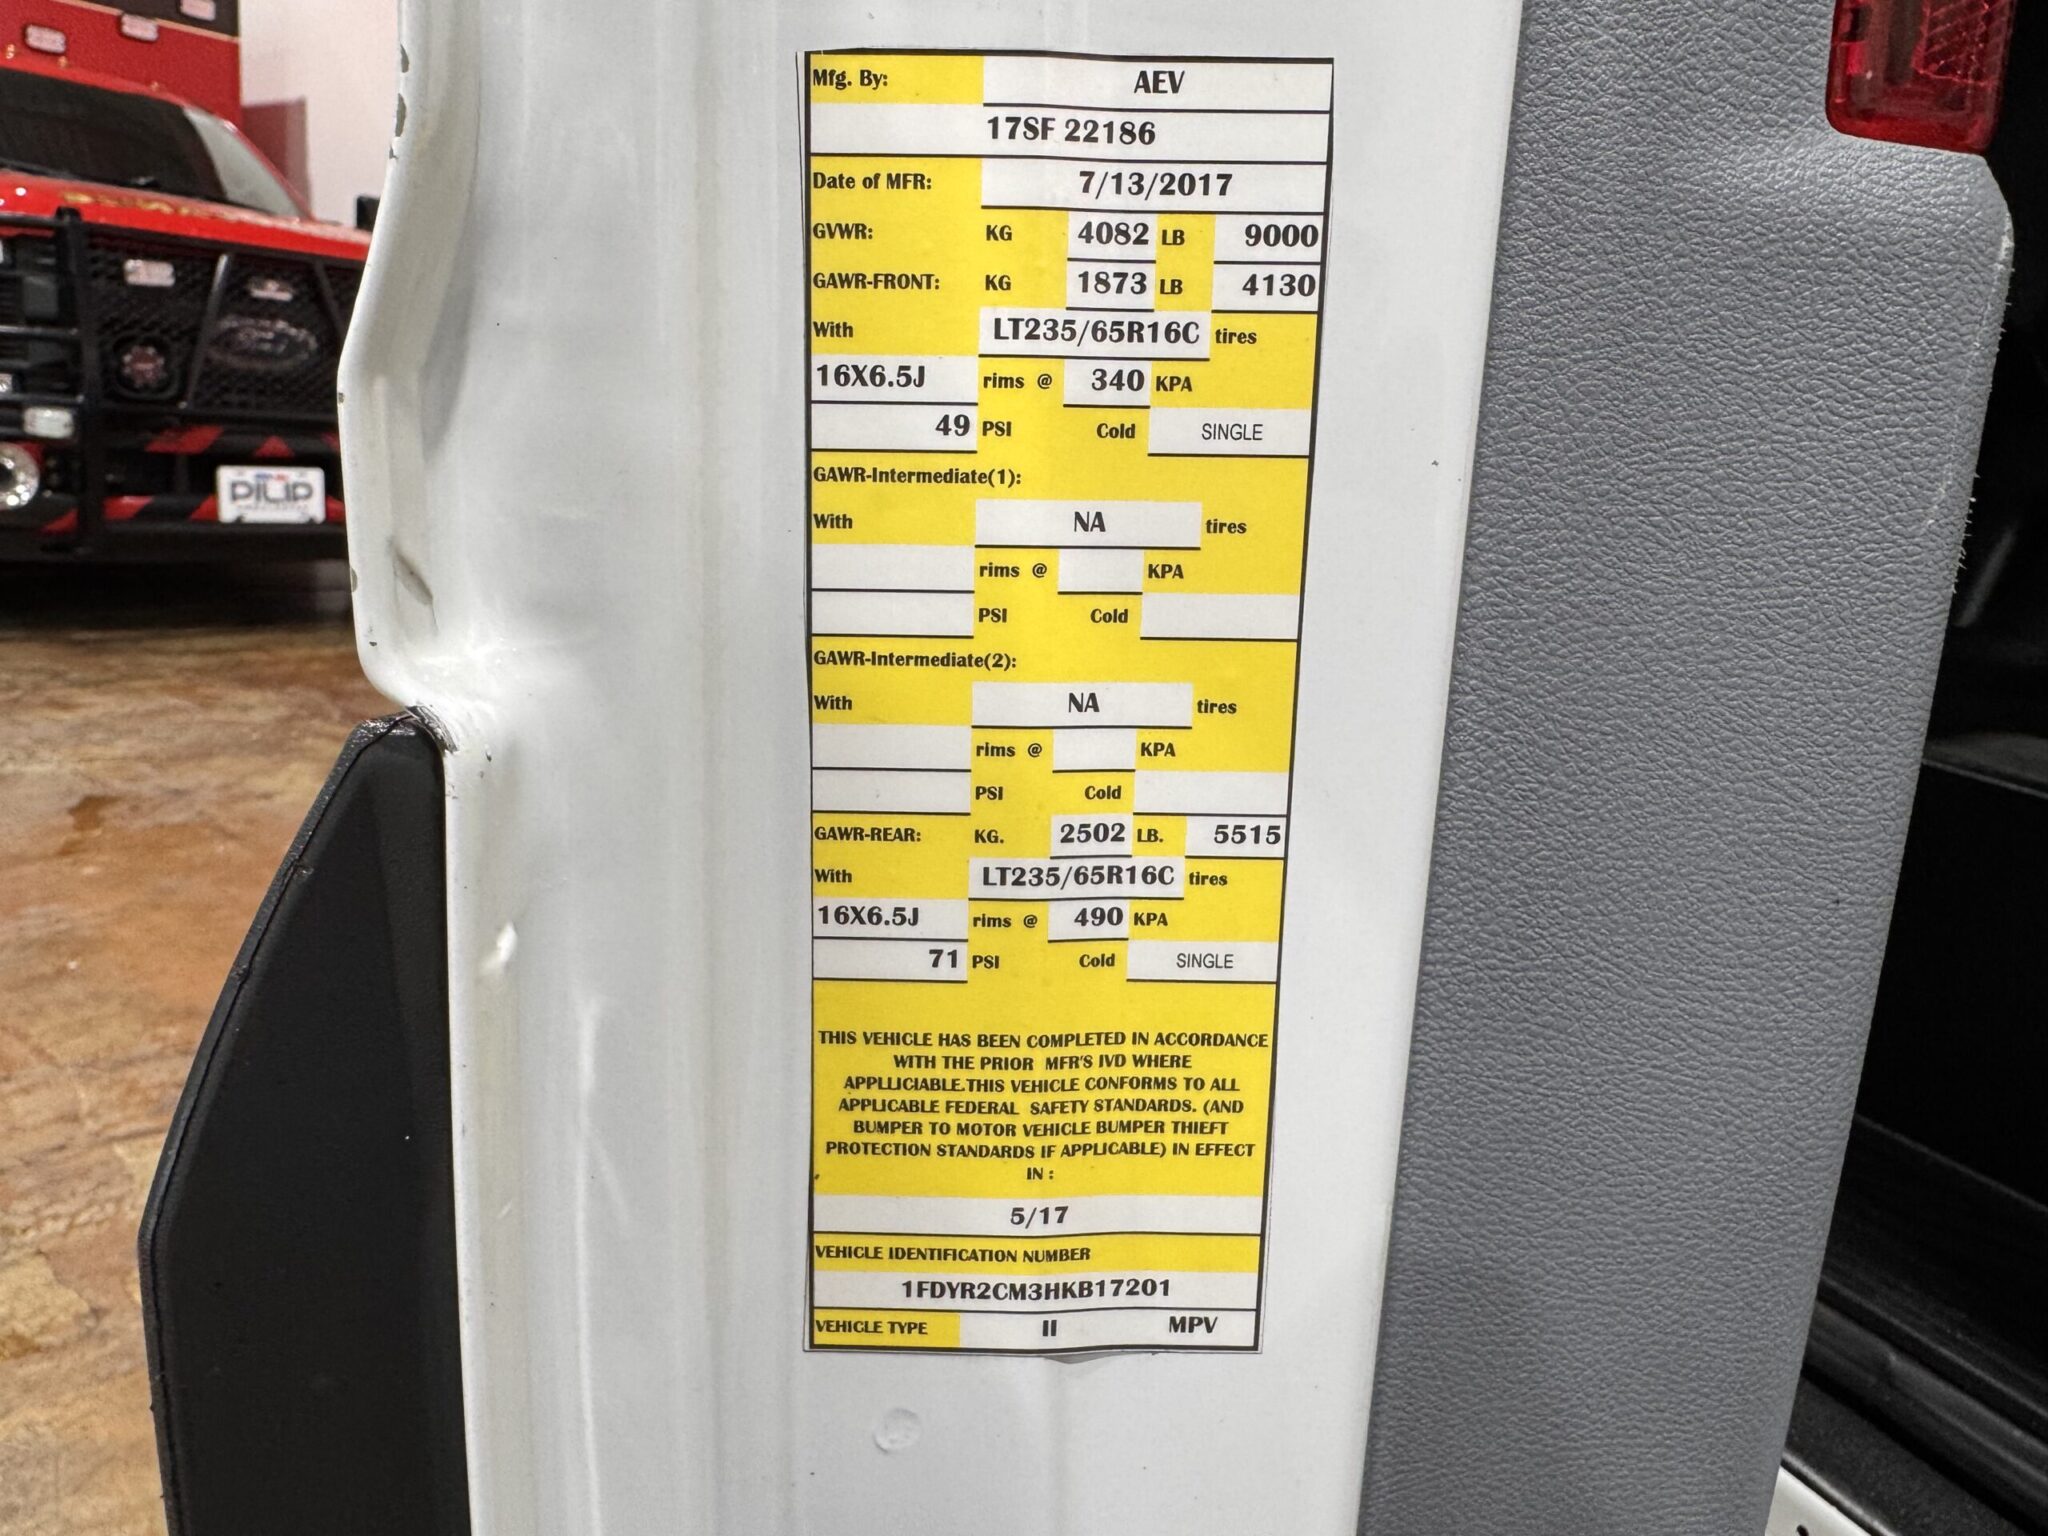 Mfg. By: AEV
17SF 22186
Date of MFR: 7/13/2017
GVWR: KG 4082 LB 9000
GAWR-FRONT: KG 1873 LB 4130
With LT235/65R16C tires
16X6.5J rims @ 340 KPA
49 PSI Cold SINGLE
GAWR-Intermediate(1):
With NA tires
rims @ KPA
PSI Cold
GAWR-Intermediate(2):
With NA tires
rims @ KPA
PSI Cold
GAWR-REAR: KG. 2502 LB. 5515
With LT235/65R16C tires
16X6.5J rims @ 490 KPA
71 PSI Cold SINGLE
THIS VEHICLE HAS BEEN COMPLETED IN ACCORDANCE
WITH THE PRIOR MFR'S IVD WHERE
APPLLICIABLE.THIS VEHICLE CONFORMS TO ALL
APPLICABLE FEDERAL SAFETY STANDARDS. (AND
BUMPER TO MOTOR VEHICLE BUMPER THIEFT
PROTECTION STANDARDS IF APPLICABLE) IN EFFECT
IN :
5/17
VEHICLE IDENTIFICATION NUMBER
1FDYR2CM3HKB17201
VEHICLE TYPE II MPV